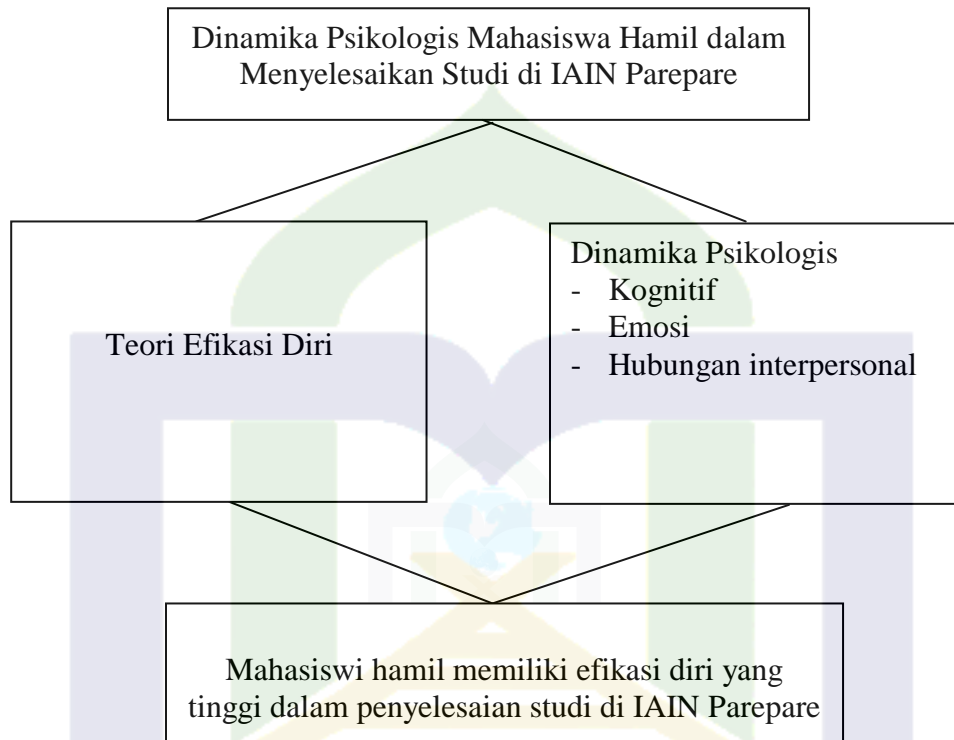 Dinamika Psikologis Mahasiswa Hamil dalam
Menyelesaikan Studi di IAIN Parepare
Teori Efikasi Diri
Dinamika Psikologis
- Kognitif
- Emosi
- Hubungan interpersonal
Mahasiswi hamil memiliki efikasi diri yang
tinggi dalam penyelesaian studi di IAIN Parepare